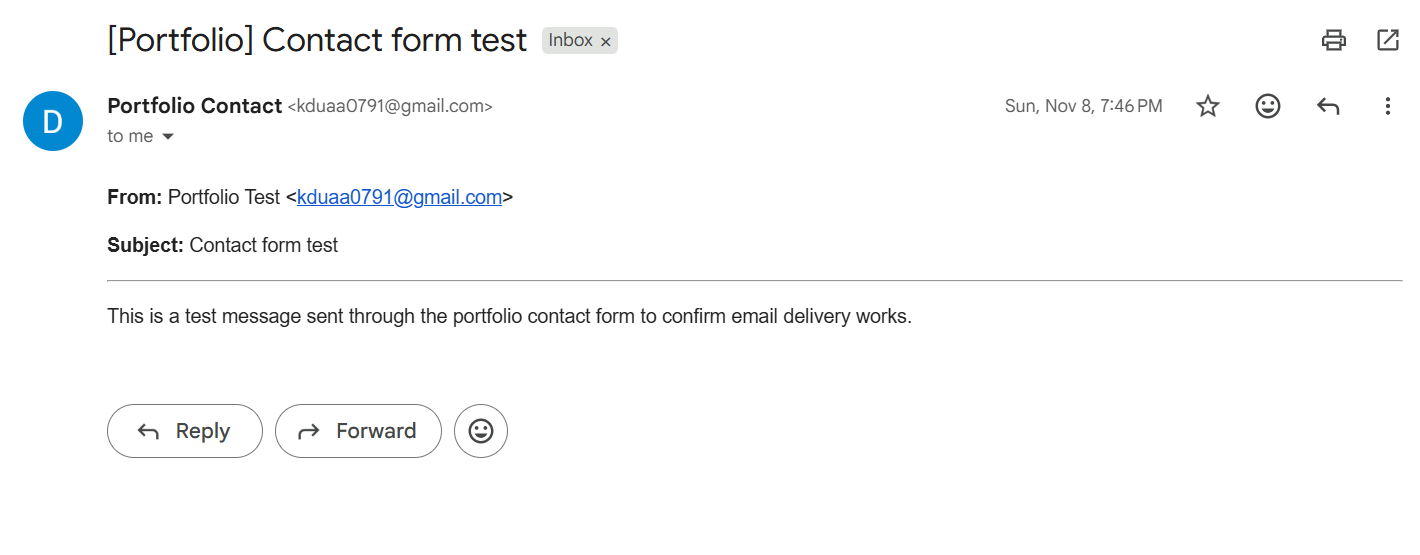 [Portfolio] Contact form test Inbox ×
D
Portfolio Contact <kduaa0791@gmail.com> Sun, Nov 8, 7:46 PM
to me
From: Portfolio Test <kduaa0791@gmail.com>
Subject: Contact form test
This is a test message sent through the portfolio contact form to confirm email delivery works.
Reply Forward